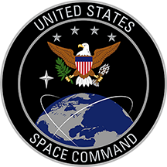 UNITED STATES
SPACE COMMAND